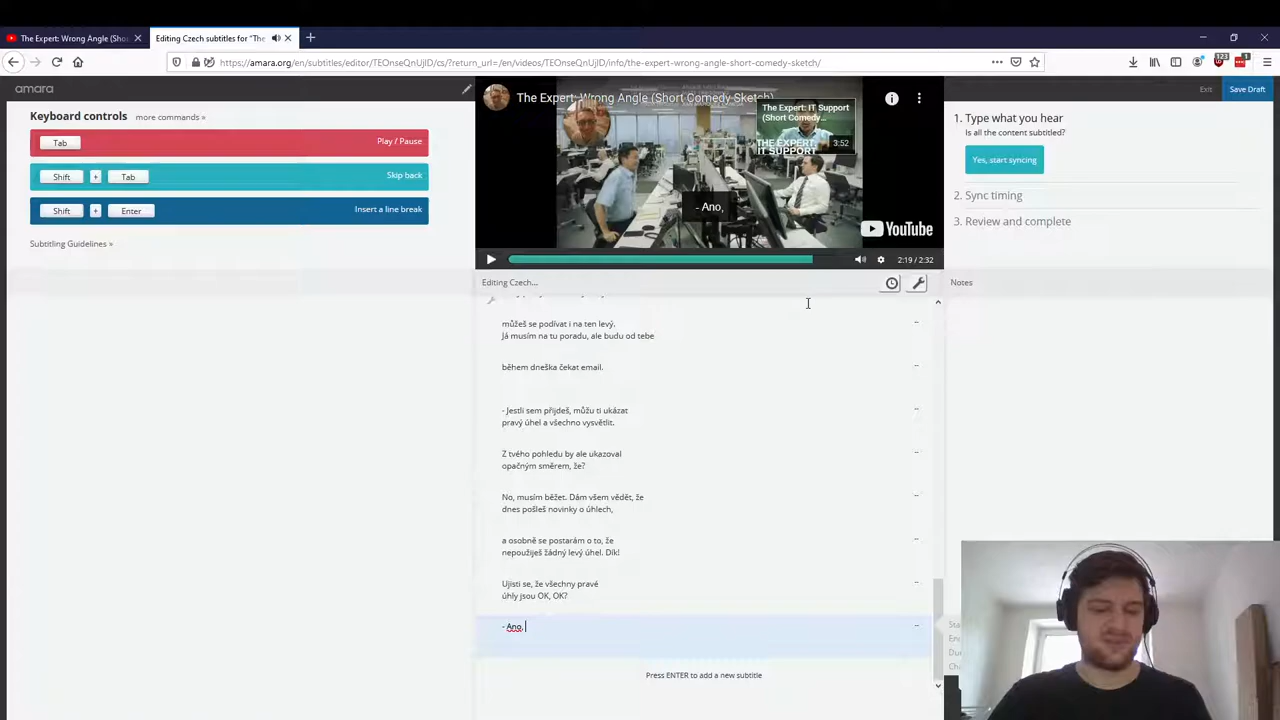 The Expert: Wrong Angle (Sho
Editing Czech subtitles for "The
https://amara.org/en/subtitles/editor/TEOnseQnUjID/cs/?return_url=/en/videos/TEOnseQnUjID/info/the-expert-wrong-angle-short-comedy-sketch/
123
1
amara
Exit
Save Draft
Keyboard controls more commands »
Tab
Play / Pause
Shift + Tab
Skip back
Shift + Enter
Insert a line break
Subtitling Guidelines »
The Expert: Wrong Angle (Short Comedy Sketch)
The Expert: IT Support
(Short Comedy...
THE EXPERT:
IT SUPPORT
3:52
- Ano,
YouTube
2:19 / 2:32
1. Type what you hear
Is all the content subtitled?
Yes, start syncing
2. Sync timing
3. Review and complete
Editing Czech...
Notes
můžeš se podívat i na ten levý.
Já musím na tu poradu, ale budu od tebe
--
během dneška čekat email.
--
- Jestli sem přijdeš, můžu ti ukázat
pravý úhel a všechno vysvětlit.
--
Z tvého pohledu by ale ukazoval
opačným směrem, že?
--
No, musím běžet. Dám všem vědět, že
dnes pošleš novinky o úhlech,
--
a osobně se postarám o to, že
nepoužiješ žádný levý úhel. Dík!
--
Ujisti se, že všechny pravé
úhly jsou OK, OK?
--
- Ano,
--
Press ENTER to add a new subtitle